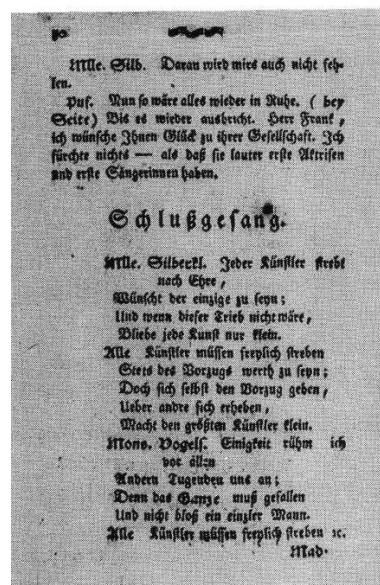 30
Mlle. Silb. Daran wird mirs auch nicht feh-
len.
Puf. Nun so wäre alles wieder in Ruhe. ( bey
Seite) Bis es wieder ausbricht. Herr Frank,
ich wünsche Ihnen Glück zu ihrer Gesellschaft. Ich
fürchte nichts — als daß sie lauter erste Aktrisen
und erste Sängerinnen haben.
Schlußgesang.
Mlle. Silberkl. Jeder Künstler strebt
nach Ehre,
Wünscht der einzige zu seyn;
Und wenn dieser Trieb nicht wäre,
Bliebe jede Kunst nur klein.
Alle Künstler müssen freylich streben
Stets des Vorzugs werth zu seyn;
Doch sich selbst den Vorzug geben,
Ueber andre sich erheben,
Macht den größten Künstler klein.
Mons. Vogels. Einigkeit rühm ich
vor allen
Andern Tugenden uns an;
Denn das Ganze muß gefallen
Und nicht bloß ein einzler Mann.
Alle Künstler müssen freylich streben ꝛc.
Mad.